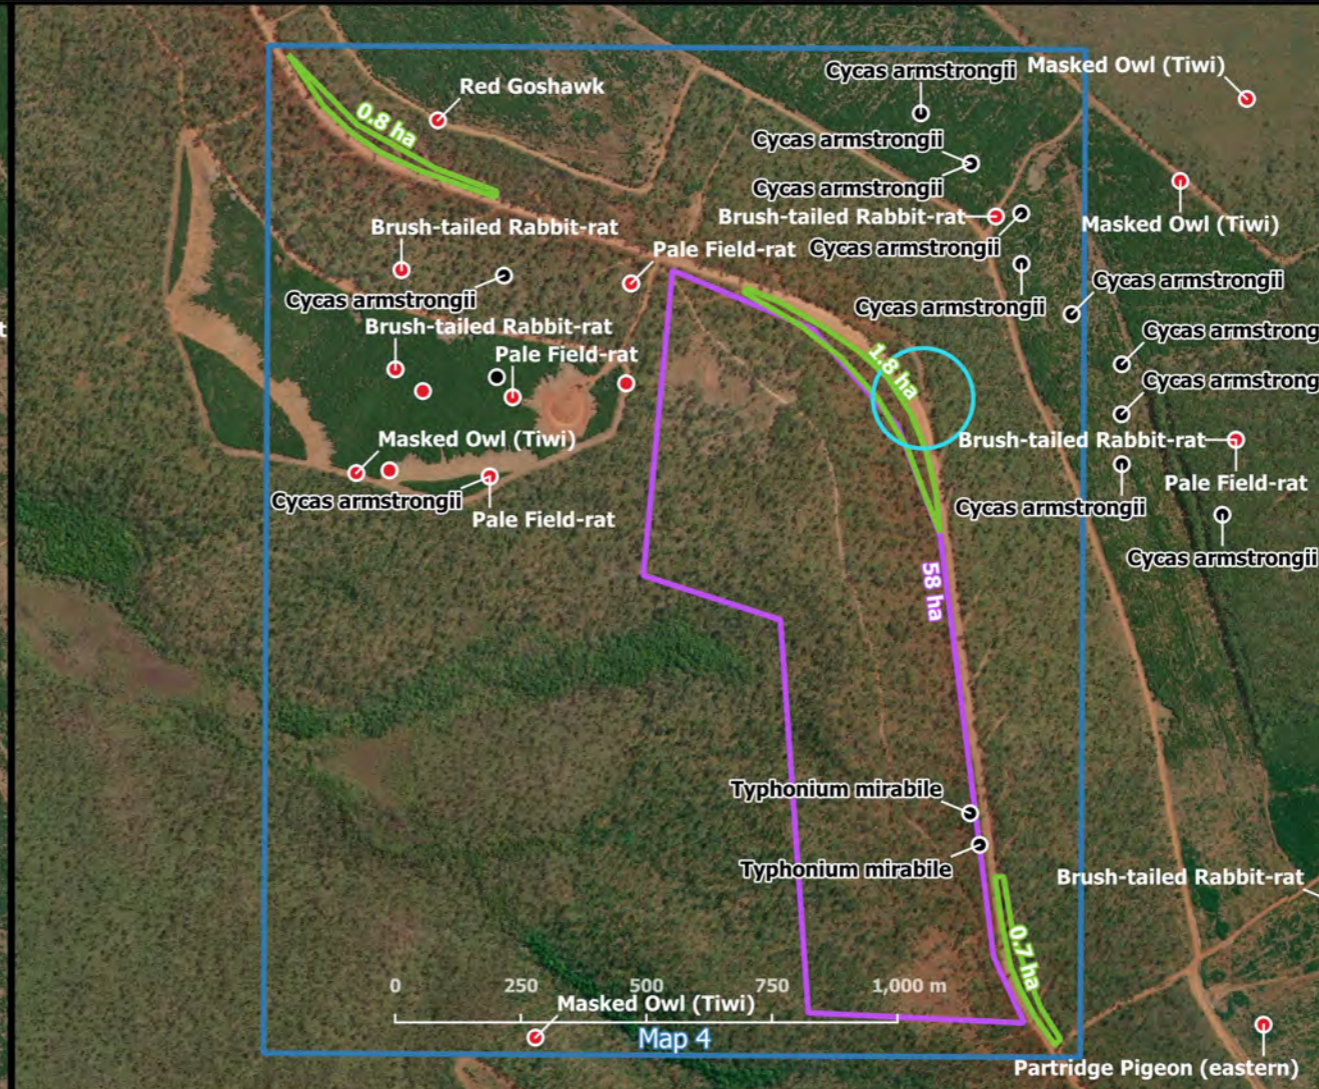 Cycas armstrongii
Masked Owl (Tiwi)
Red Goshawk
0.8 ha
Cycas armstrongii
Cycas armstrongii
Brush-tailed Rabbit-rat
Masked Owl (Tiwi)
Brush-tailed Rabbit-rat
Pale Field-rat
Cycas armstrongii
Cycas armstrongii
Cycas armstrongii
Cycas armstrongii
Brush-tailed Rabbit-rat
Cycas armstrong
Pale Field-rat
1.8 ha
Cycas armstrong
Masked Owl (Tiwi)
Brush-tailed Rabbit-rat
Pale Field-rat
Cycas armstrongii
Cycas armstrongii
Pale Field-rat
Cycas armstrongii
58 ha
Typhonium mirabile
Typhonium mirabile
Brush-tailed Rabbit-rat
0.7 ha
0 250 500 750 1,000 m
Masked Owl (Tiwi)
Map 4
Partridge Pigeon (eastern)